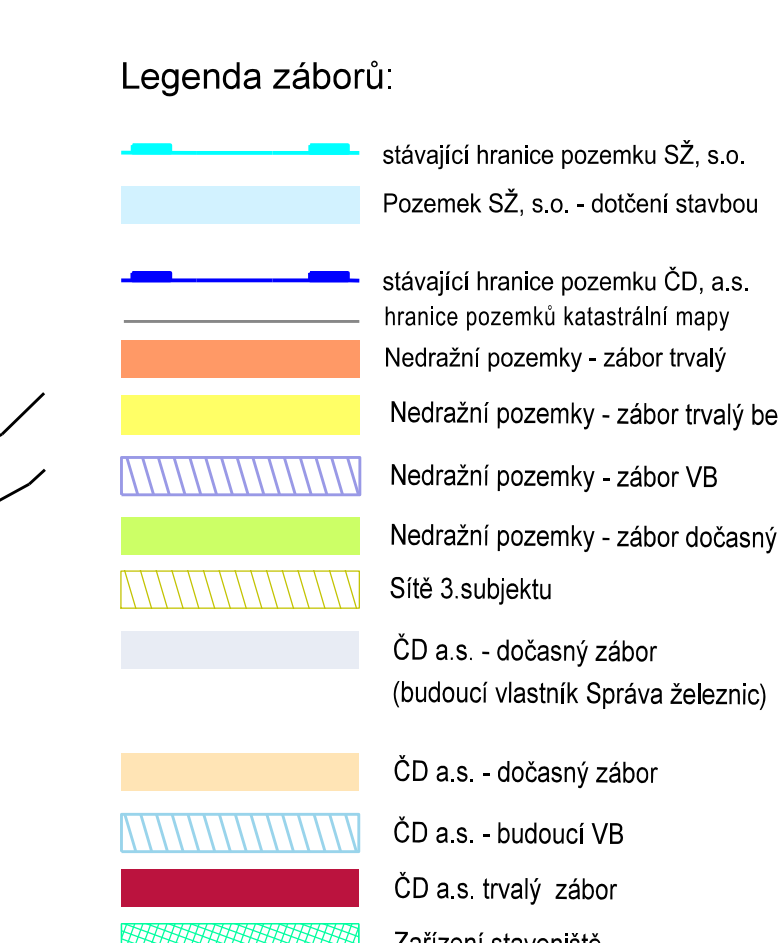 Legenda záborů:
stávající hranice pozemku SŽ, s.o.
Pozemek SŽ, s.o. - dotčení stavbou
stávající hranice pozemku ČD, a.s.
hranice pozemků katastrální mapy
Nedražní pozemky - zábor trvalý
Nedražní pozemky - zábor trvalý be
Nedražní pozemky - zábor VB
Nedražní pozemky - zábor dočasný
Sítě 3.subjektu
ČD a.s. - dočasný zábor
(budoucí vlastník Správa železnic)
ČD a.s. - dočasný zábor
ČD a.s. - budoucí VB
ČD a.s. trvalý  zábor
Zařízení staveniště